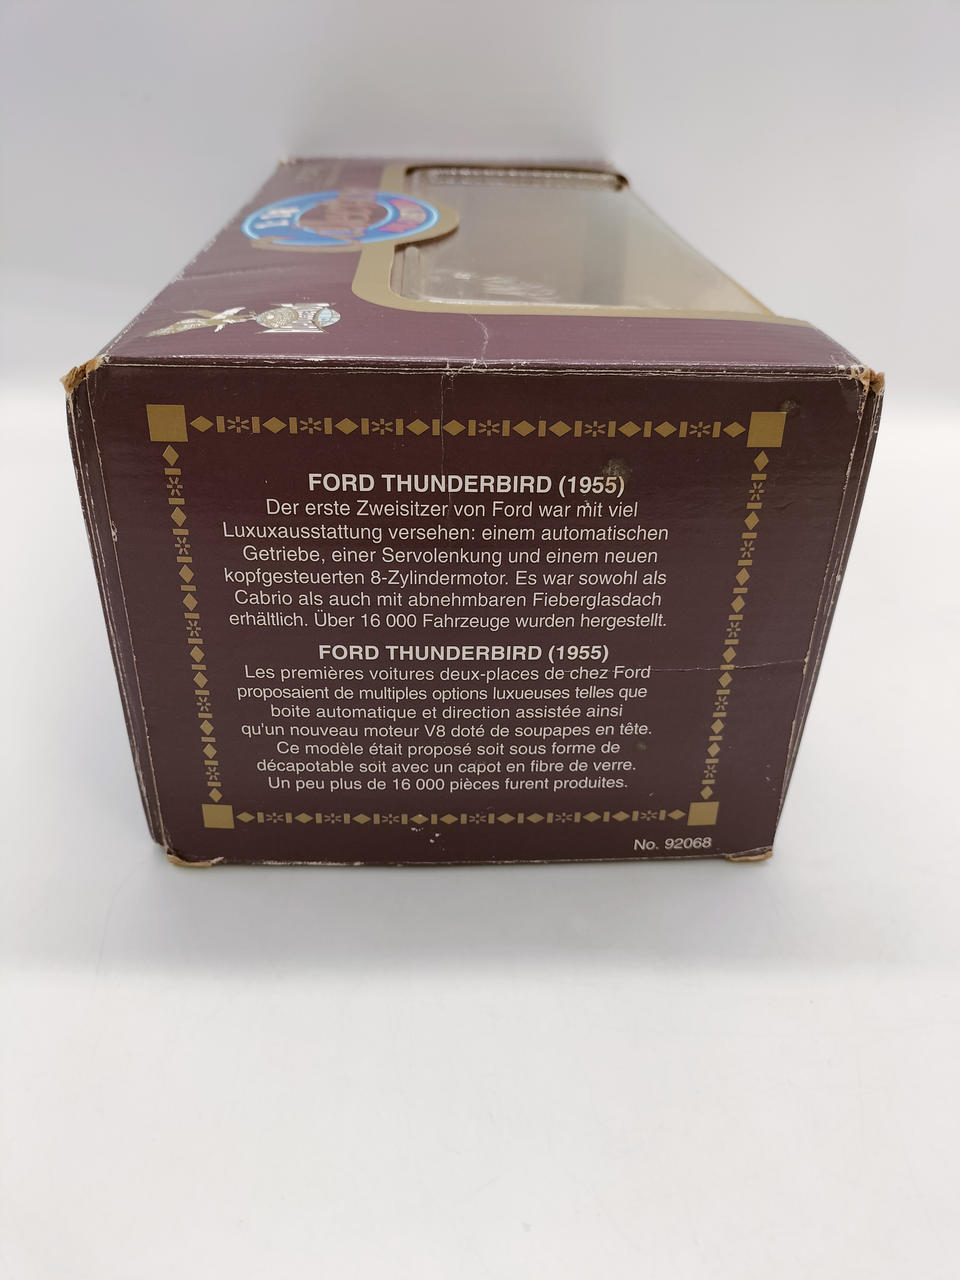 FORD THUNDERBIRD (1955)
Der erste Zweisitzer von Ford war mit viel
Luxuxausstattung versehen: einem automatischen
Getriebe, einer Servolenkung und einem neuen
kopfgesteuerten 8-Zylindermotor. Es war sowohl als
Cabrio als auch mit abnehmbaren Fieberglasdach
erhältlich. Über 16 000 Fahrzeuge wurden hergestellt.
FORD THUNDERBIRD (1955)
Les premières voitures deux-places de chez Ford
proposaient de multiples options luxueuses telles que
boite automatique et direction assistée ainsi
qu'un nouveau moteur V8 doté de soupapes en tête.
Ce modèle était proposé soit sous forme de
décapotable soit avec un capot en fibre de verre.
Un peu plus de 16 000 pièces furent produites.
No. 92068